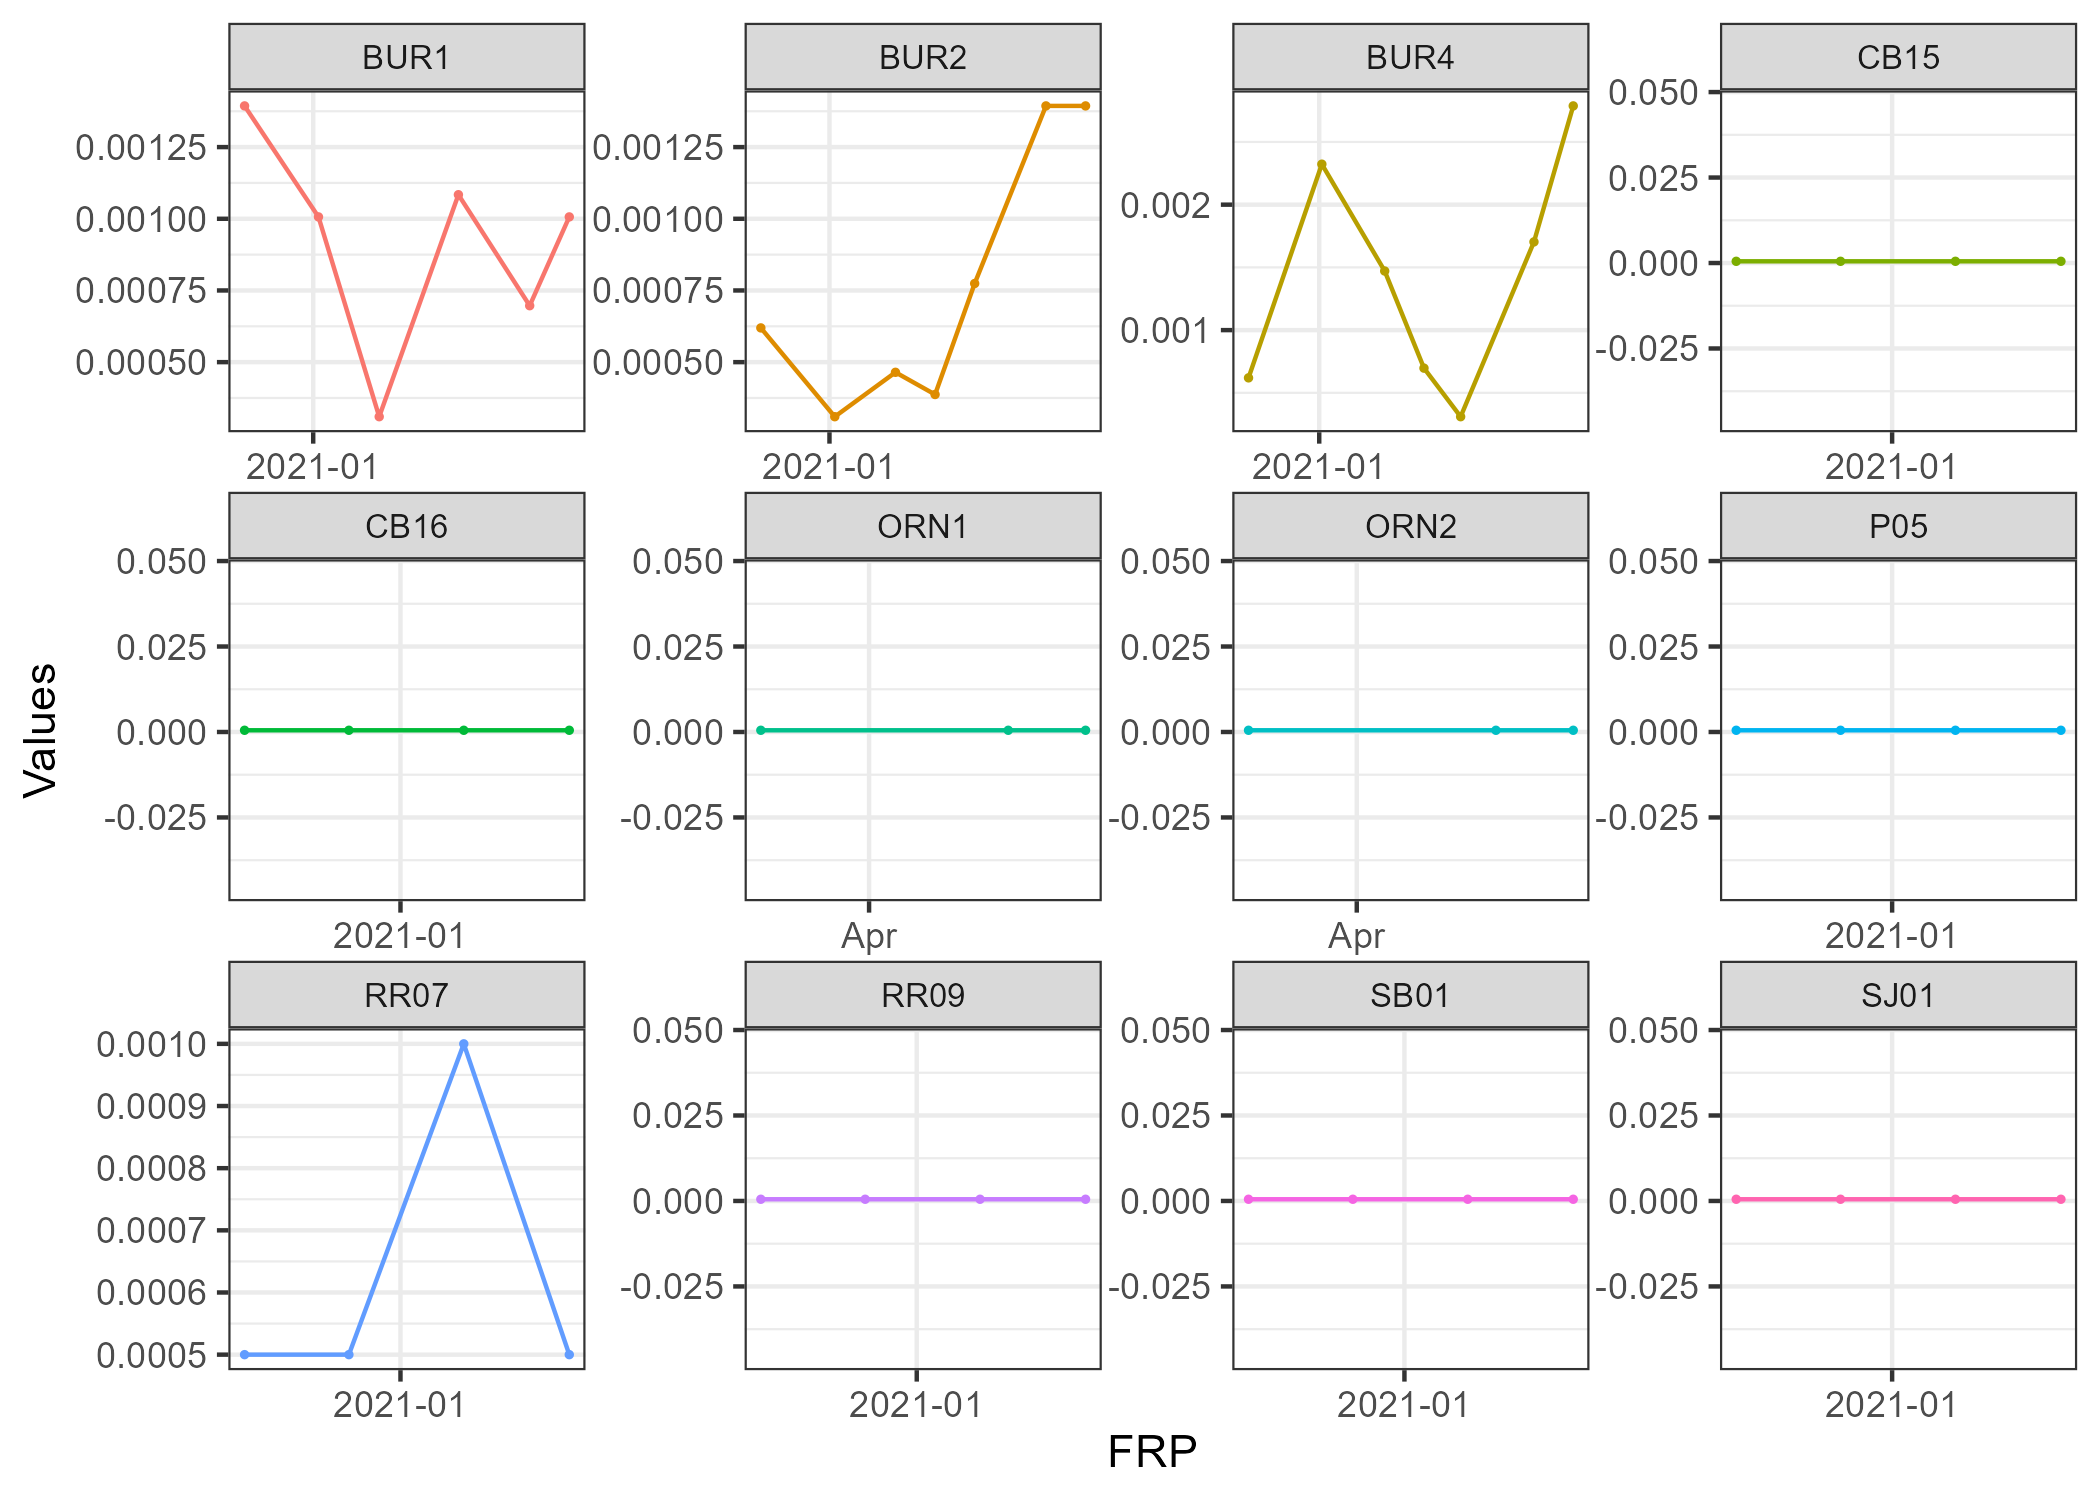 BUR1 BUR2 BUR4 CB15
0.050
0.00125 0.00125
0.025
0.002
0.00100 0.00100
0.000
0.00075 0.00075
0.001
-0.025
0.00050 0.00050
2021-01 2021-01 2021-01 2021-01
CB16 ORN1 ORN2 P05
0.050 0.050 0.050 0.050
0.025 0.025 0.025 0.025
Values
0.000 0.000 0.000 0.000
-0.025 -0.025 -0.025 -0.025
2021-01 Apr Apr 2021-01
RR07 RR09 SB01 SJ01
0.0010 0.050 0.050 0.050
0.0009 0.025 0.025 0.025
0.0008
0.0007 0.000 0.000 0.000
0.0006 -0.025 -0.025 -0.025
0.0005
2021-01 2021-01 2021-01 2021-01
FRP